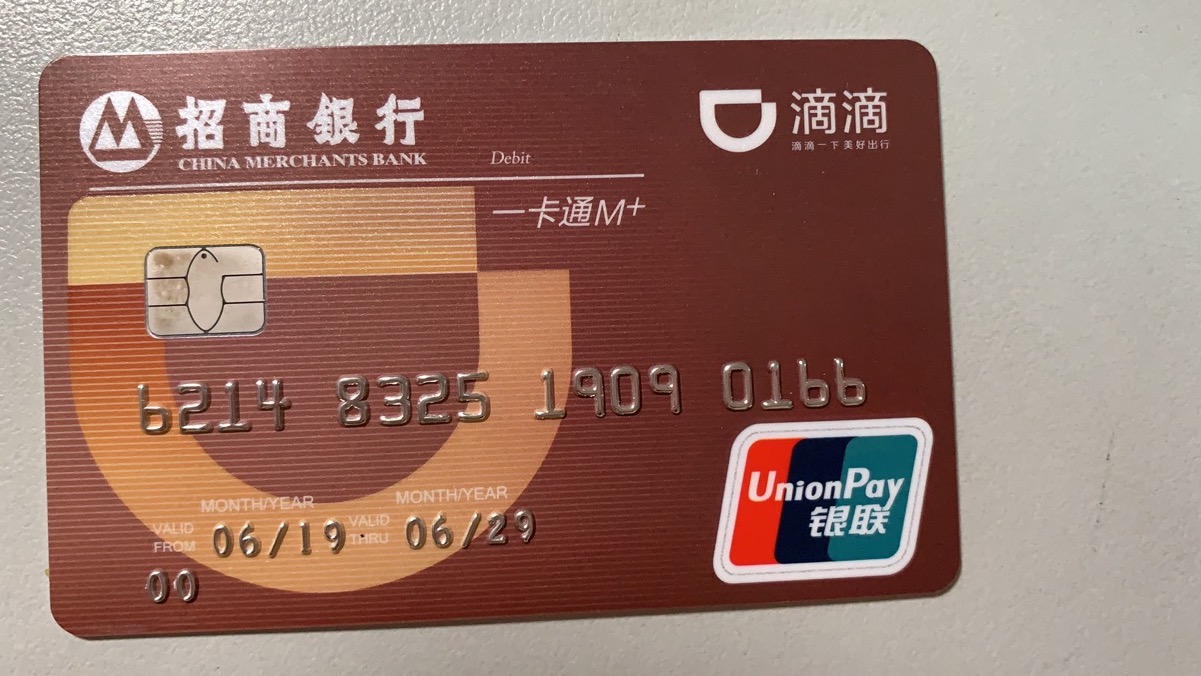 招商銀行
CHINA MERCHANTS BANK
Debit
滴滴
滴滴一下 美好出行
一卡通M+
6214 8325 1909 0166
MONTH/YEAR MONTH/YEAR
VALID FROM 06/19 VALID THRU 06/29
00
UnionPay
银联